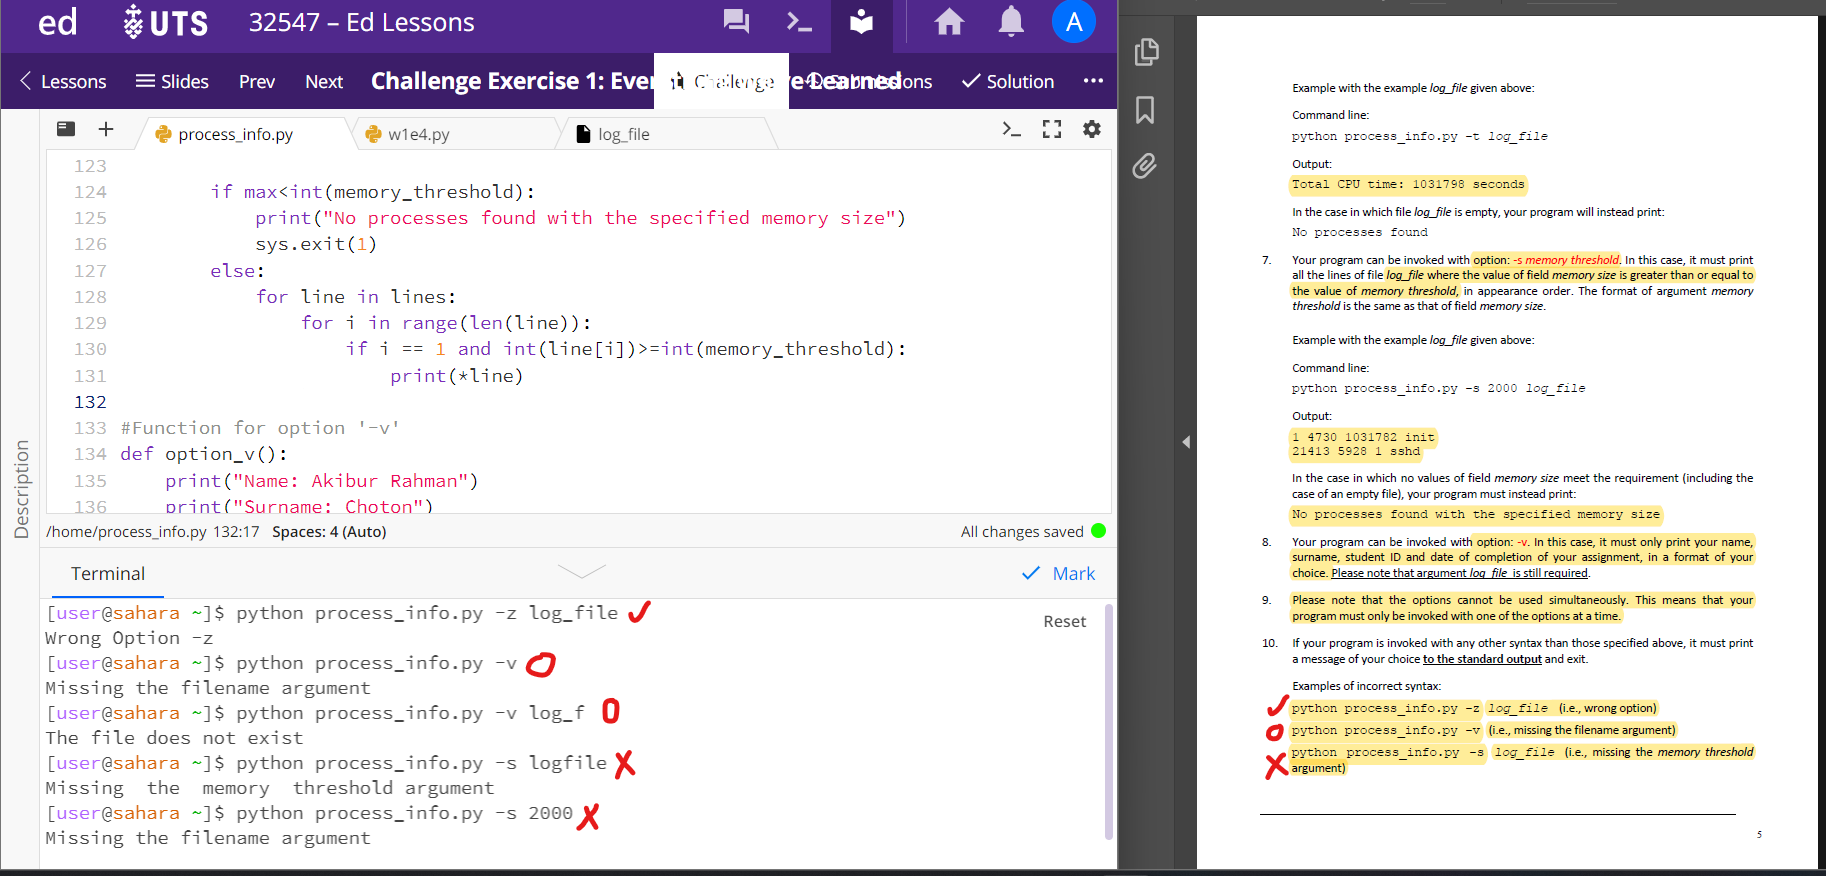 ed UTS 32547 – Ed Lessons A
Lessons Slides Prev Next Challenge Exercise 1: Challenge Learned Solution
process_info.py w1e4.py log_file
123
124 if max<int(memory_threshold):
125 print("No processes found with the specified memory size")
126 sys.exit(1)
127 else:
128 for line in lines:
129 for i in range(len(line)):
130 if i == 1 and int(line[i])>=int(memory_threshold):
131 print(*line)
132
133 #Function for option '-v'
134 def option_v():
135 print("Name: Akibur Rahman")
136 print("Surname: Choton")
Description
/home/process_info.py 132:17 Spaces: 4 (Auto) All changes saved
Terminal Mark
Reset
[user@sahara ~]$ python process_info.py -z log_file
Wrong Option -z
[user@sahara ~]$ python process_info.py -v
Missing the filename argument
[user@sahara ~]$ python process_info.py -v log_f
The file does not exist
[user@sahara ~]$ python process_info.py -s logfile
Missing the memory threshold argument
[user@sahara ~]$ python process_info.py -s 2000
Missing the filename argument
Example with the example log_file given above:
Command line:
python process_info.py -t log_file
Output:
Total CPU time: 1031798 seconds
In the case in which file log_file is empty, your program will instead print:
No processes found
7. Your program can be invoked with option: -s memory threshold. In this case, it must print
all the lines of file log_file where the value of field memory size is greater than or equal to
the value of memory threshold, in appearance order. The format of argument memory
threshold is the same as that of field memory size.
Example with the example log_file given above:
Command line:
python process_info.py -s 2000 log_file
Output:
1 4730 1031782 init
21413 5928 1 sshd
In the case in which no values of field memory size meet the requirement (including the
case of an empty file), your program must instead print:
No processes found with the specified memory size
8. Your program can be invoked with option: -v. In this case, it must only print your name,
surname, student ID and date of completion of your assignment, in a format of your
choice. Please note that argument log_file is still required.
9. Please note that the options cannot be used simultaneously. This means that your
program must only be invoked with one of the options at a time.
10. If your program is invoked with any other syntax than those specified above, it must print
a message of your choice to the standard output and exit.
Examples of incorrect syntax:
python process_info.py -z log_file (i.e., wrong option)
python process_info.py -v (i.e., missing the filename argument)
python process_info.py -s log_file (i.e., missing the memory threshold
argument)
5